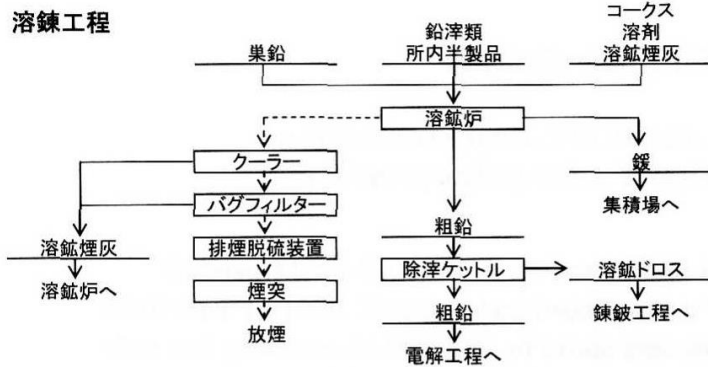 溶錬工程
巣鉛
鉛滓類
所内半製品
コークス
溶剤
溶鉱煙灰
溶鉱炉
クーラー
鍰
バグフィルター
集積場へ
粗鉛
溶鉱煙灰
排煙脱硫装置
除滓ケットル
溶鉱ドロス
溶鉱炉へ
煙突
粗鉛
錬鈹工程へ
放煙
電解工程へ